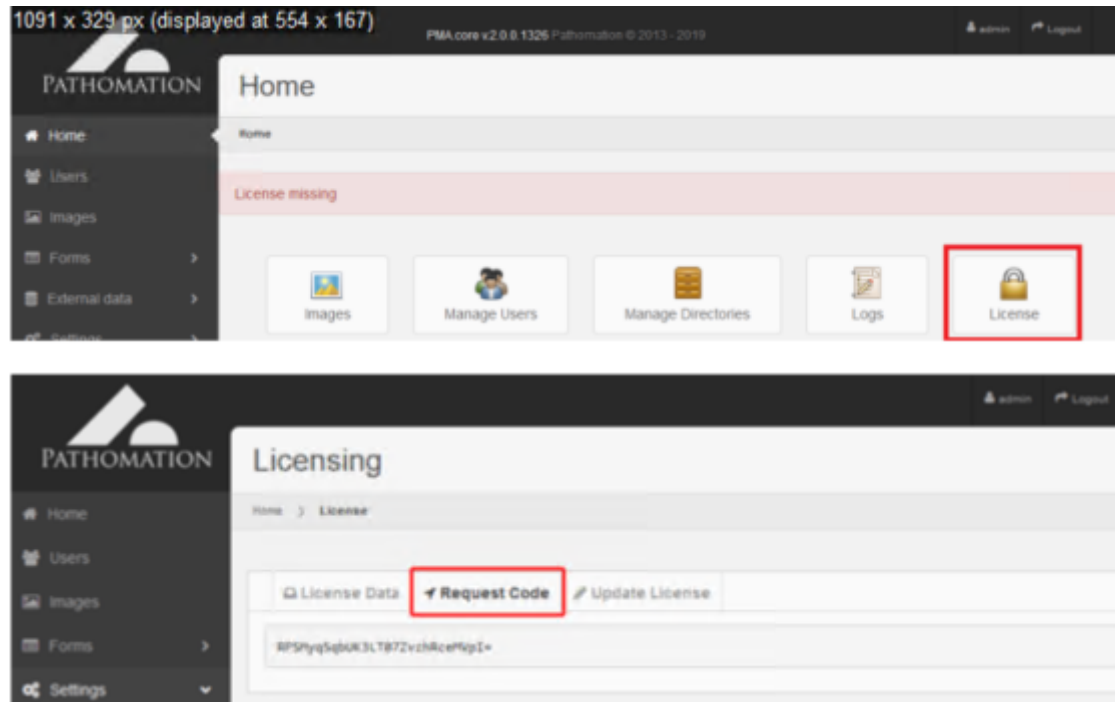 1091 x 329 px (displayed at 554 x 167)
PMA.core v2.0.0.1326 Pathomation © 2013 - 2019
admin
Logout
PATHOMATION
Home
Home
Home
Users
License missing
Images
Forms
External data
Settings
Images
Manage Users
Manage Directories
Logs
License
admin
Logout
PATHOMATION
Licensing
Home
Home > License
Users
License Data
Request Code
Update License
Images
Forms
Settings